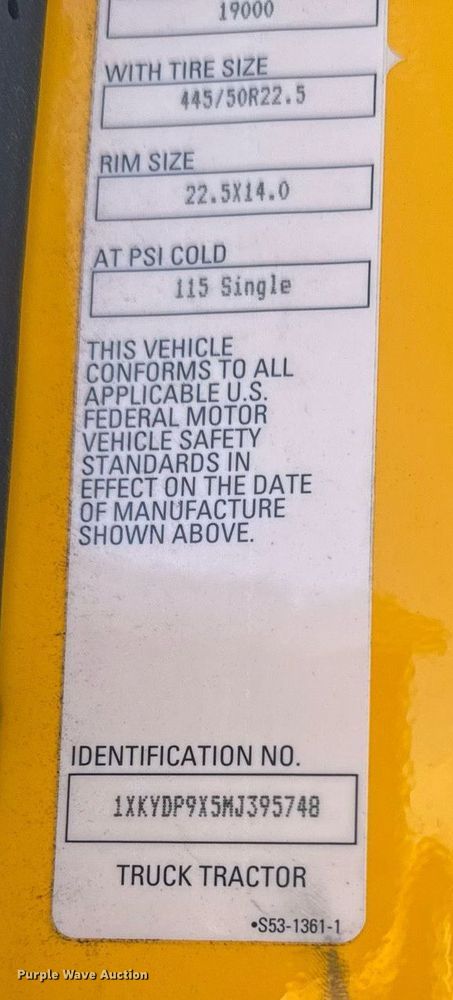 19000
WITH TIRE SIZE
445/50R22.5
RIM SIZE
22.5X14.0
AT PSI COLD
115 Single
THIS VEHICLE
CONFORMS TO ALL
APPLICABLE U.S.
FEDERAL MOTOR
VEHICLE SAFETY
STANDARDS IN
EFFECT ON THE DATE
OF MANUFACTURE
SHOWN ABOVE.
IDENTIFICATION NO.
1XKYDP9X5MJ395748
TRUCK TRACTOR
•S53-1361-1
Purple Wave Auction